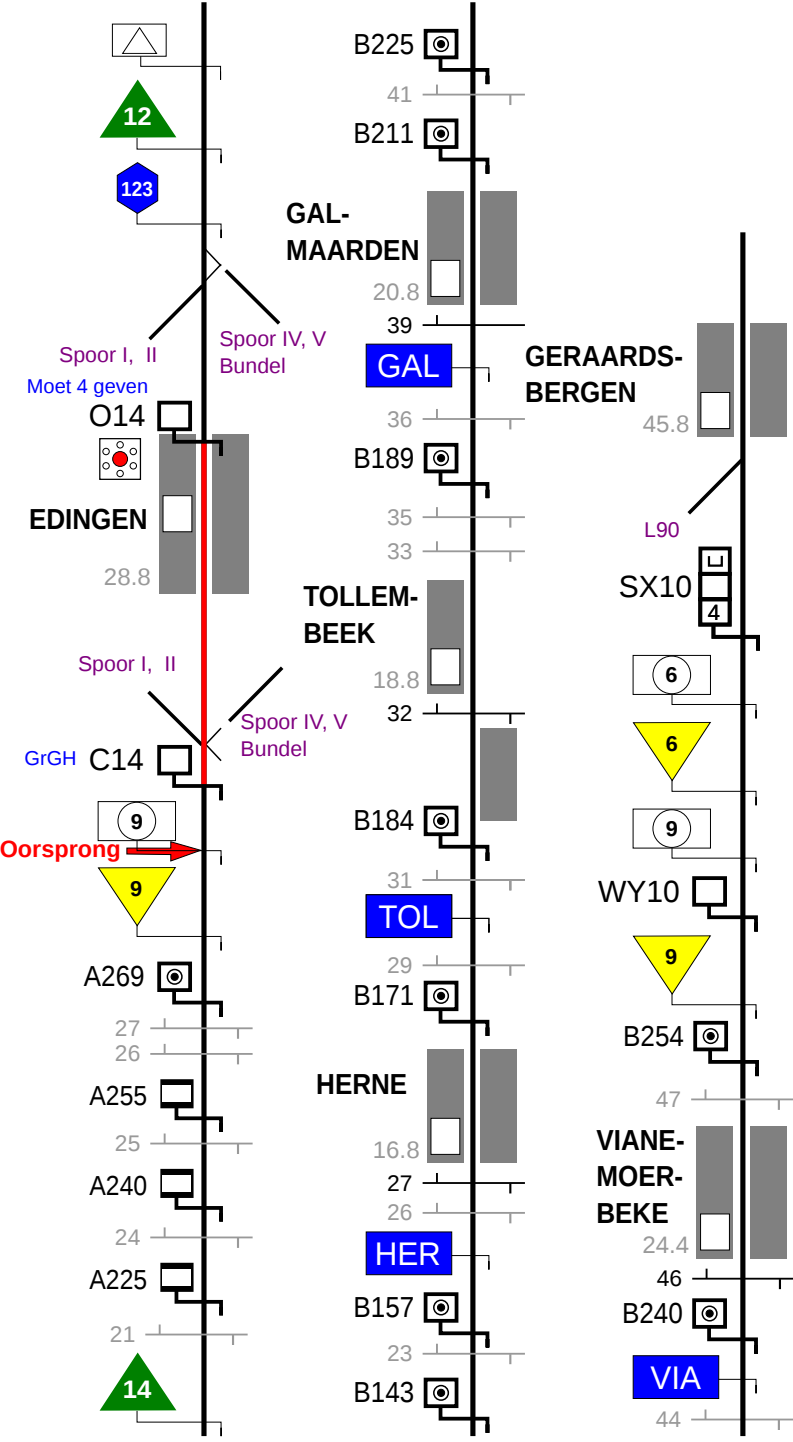 12
123
Spoor I, II
Spoor IV, V
Bundel
Moet 4 geven
O14
EDINGEN
28.8
Spoor I, II
Spoor IV, V
Bundel
GrGH C14
9
Oorsprong
9
A269
27
26
A255
25
A240
24
A225
21
14
B225
41
B211
GAL-
MAARDEN
20.8
39
GAL
36
B189
35
33
TOLLEM-
BEEK
18.8
32
B184
31
TOL
29
B171
HERNE
16.8
27
26
HER
B157
23
B143
GERAARDS-
BERGEN
45.8
L90
SX10
4
6
6
9
WY10
9
B254
47
VIANE-
MOER-
BEKE
24.4
46
B240
VIA
44